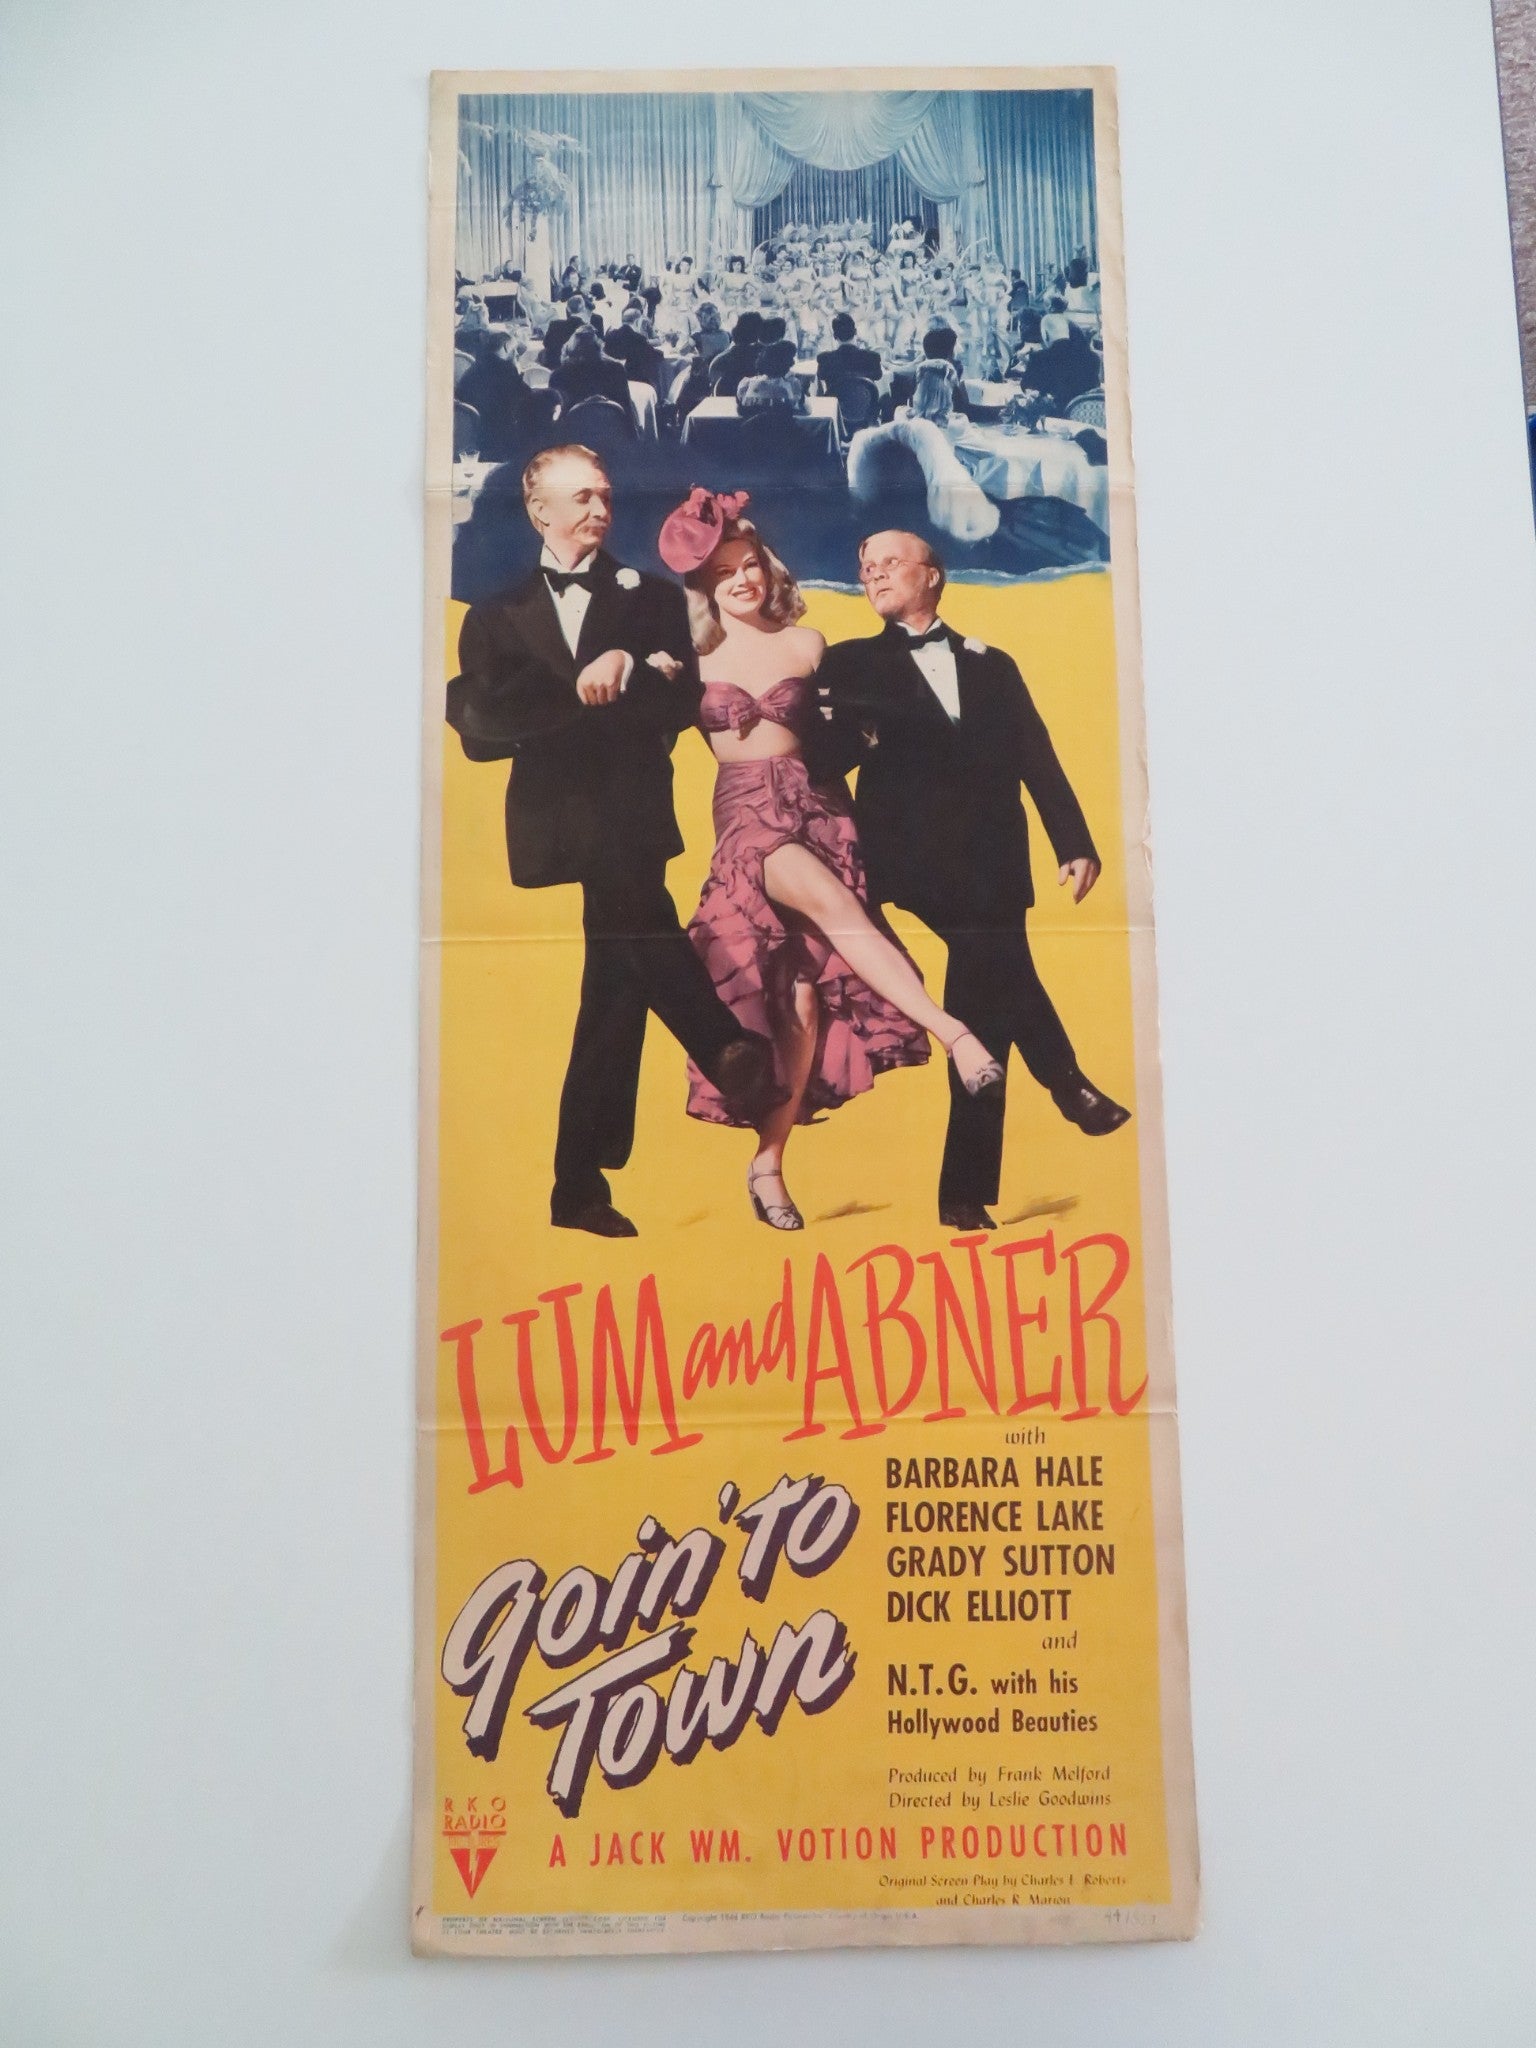 LUM and ABNER
with
BARBARA HALE
FLORENCE LAKE
GRADY SUTTON
DICK ELLIOTT
and
N.T.G. with his
Hollywood Beauties
Goin' to
Town
Produced by Frank Melford
Directed by Leslie Goodwins
RKO
RADIO
PICTURES
A JACK WM. VOTION PRODUCTION
Original Screen Play by Charles E. Roberts
and Charles R. Marion